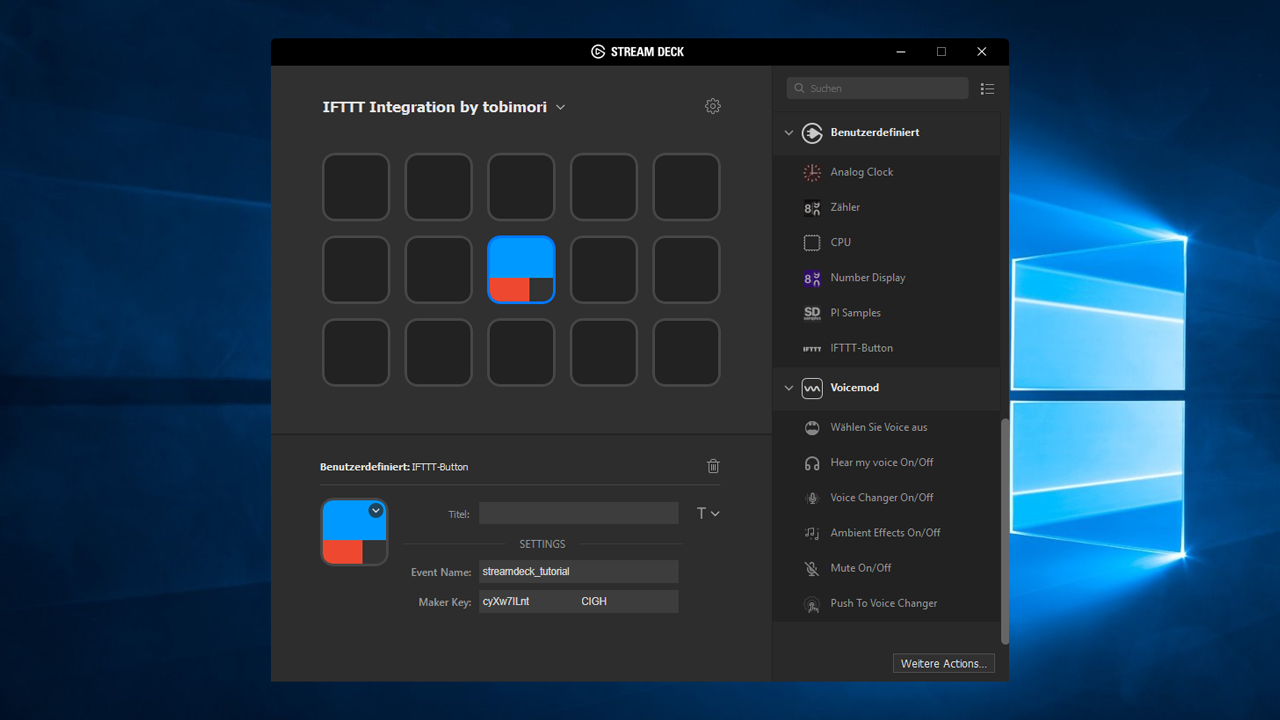 STREAM DECK
IFTTT Integration by tobimori
Benutzerdefiniert: IFTTT-Button
Titel:
T
SETTINGS
Event Name: streamdeck_tutorial
Maker Key: cyXw7ILnt CIGH
Suchen
Benutzerdefiniert
Analog Clock
Zähler
CPU
Number Display
SD PI Samples
IFTTT IFTTT-Button
Voicemod
Wählen Sie Voice aus
Hear my voice On/Off
Voice Changer On/Off
Ambient Effects On/Off
Mute On/Off
Push To Voice Changer
Weitere Actions...